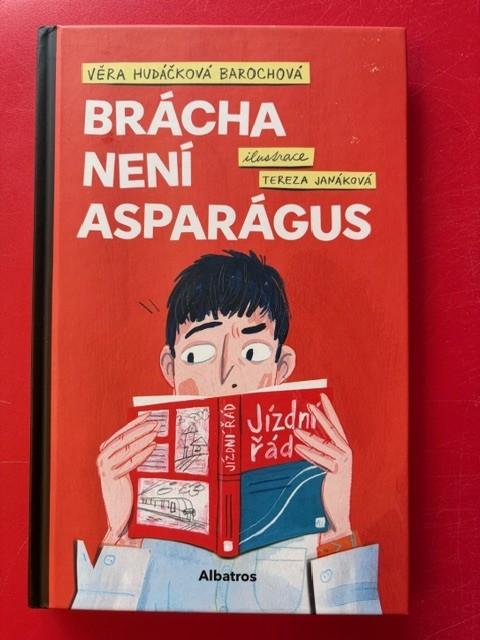 VĚRA HUDÁČKOVÁ BAROCHOVÁ
BRÁCHA
NENÍ
ASPARÁGUS
ilustrace
TEREZA JANÁKOVÁ
JÍZDNÍ ŘÁD
Jízdní
řád
Albatros